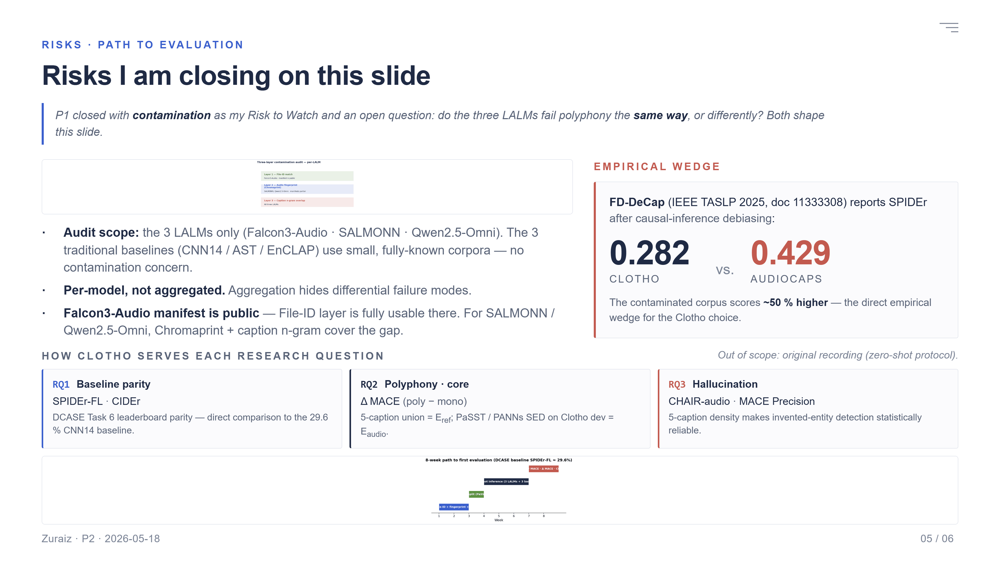 RISKS · PATH TO EVALUATION
Risks I am closing on this slide
P1 closed with contamination as my Risk to Watch and an open question: do the three LALMs fail polyphony the same way, or differently? Both shape
this slide.
Three-layer contamination audit — per-LALM
Layer 1 — File-ID match
Falcon3-Audio: manifest is public
Layer 2 — Audio fingerprint
(Chromaprint)
SALMONN, Qwen2.5-Omni: manifests partial
Layer 3 — Caption n-gram overlap
All three LALMs
· Audit scope: the 3 LALMs only (Falcon3-Audio · SALMONN · Qwen2.5-Omni). The 3
traditional baselines (CNN14 / AST / EnCLAP) use small, fully-known corpora — no
contamination concern.
· Per-model, not aggregated. Aggregation hides differential failure modes.
· Falcon3-Audio manifest is public — File-ID layer is fully usable there. For SALMONN /
Qwen2.5-Omni, Chromaprint + caption n-gram cover the gap.
EMPIRICAL WEDGE
FD-DeCap (IEEE TASLP 2025, doc 11333308) reports SPIDEr
after causal-inference debiasing:
0.282 vs. 0.429
CLOTHO AUDIOCAPS
The contaminated corpus scores ~50 % higher — the direct empirical
wedge for the Clotho choice.
HOW CLOTHO SERVES EACH RESEARCH QUESTION
Out of scope: original recording (zero-shot protocol).
RQ1 Baseline parity
SPIDEr-FL · CIDEr
DCASE Task 6 leaderboard parity — direct comparison to the 29.6
% CNN14 baseline.
RQ2 Polyphony · core
Δ MACE (poly − mono)
5-caption union = Eref; PaSST / PANNs SED on Clotho dev =
Eaudio.
RQ3 Hallucination
CHAIR-audio · MACE Precision
5-caption density makes invented-entity detection statistically
reliable.
8-week path to first evaluation (DCASE baseline SPIDEr-FL ≈ 29.6%)
MACE · Δ MACE · C
ot inference (3 LALMs + 3 bas
split (PaSS
e-ID + fingerprint +
1 2 3 4 5 6 7 8
Week
Zuraiz · P2 · 2026-05-18
05 / 06